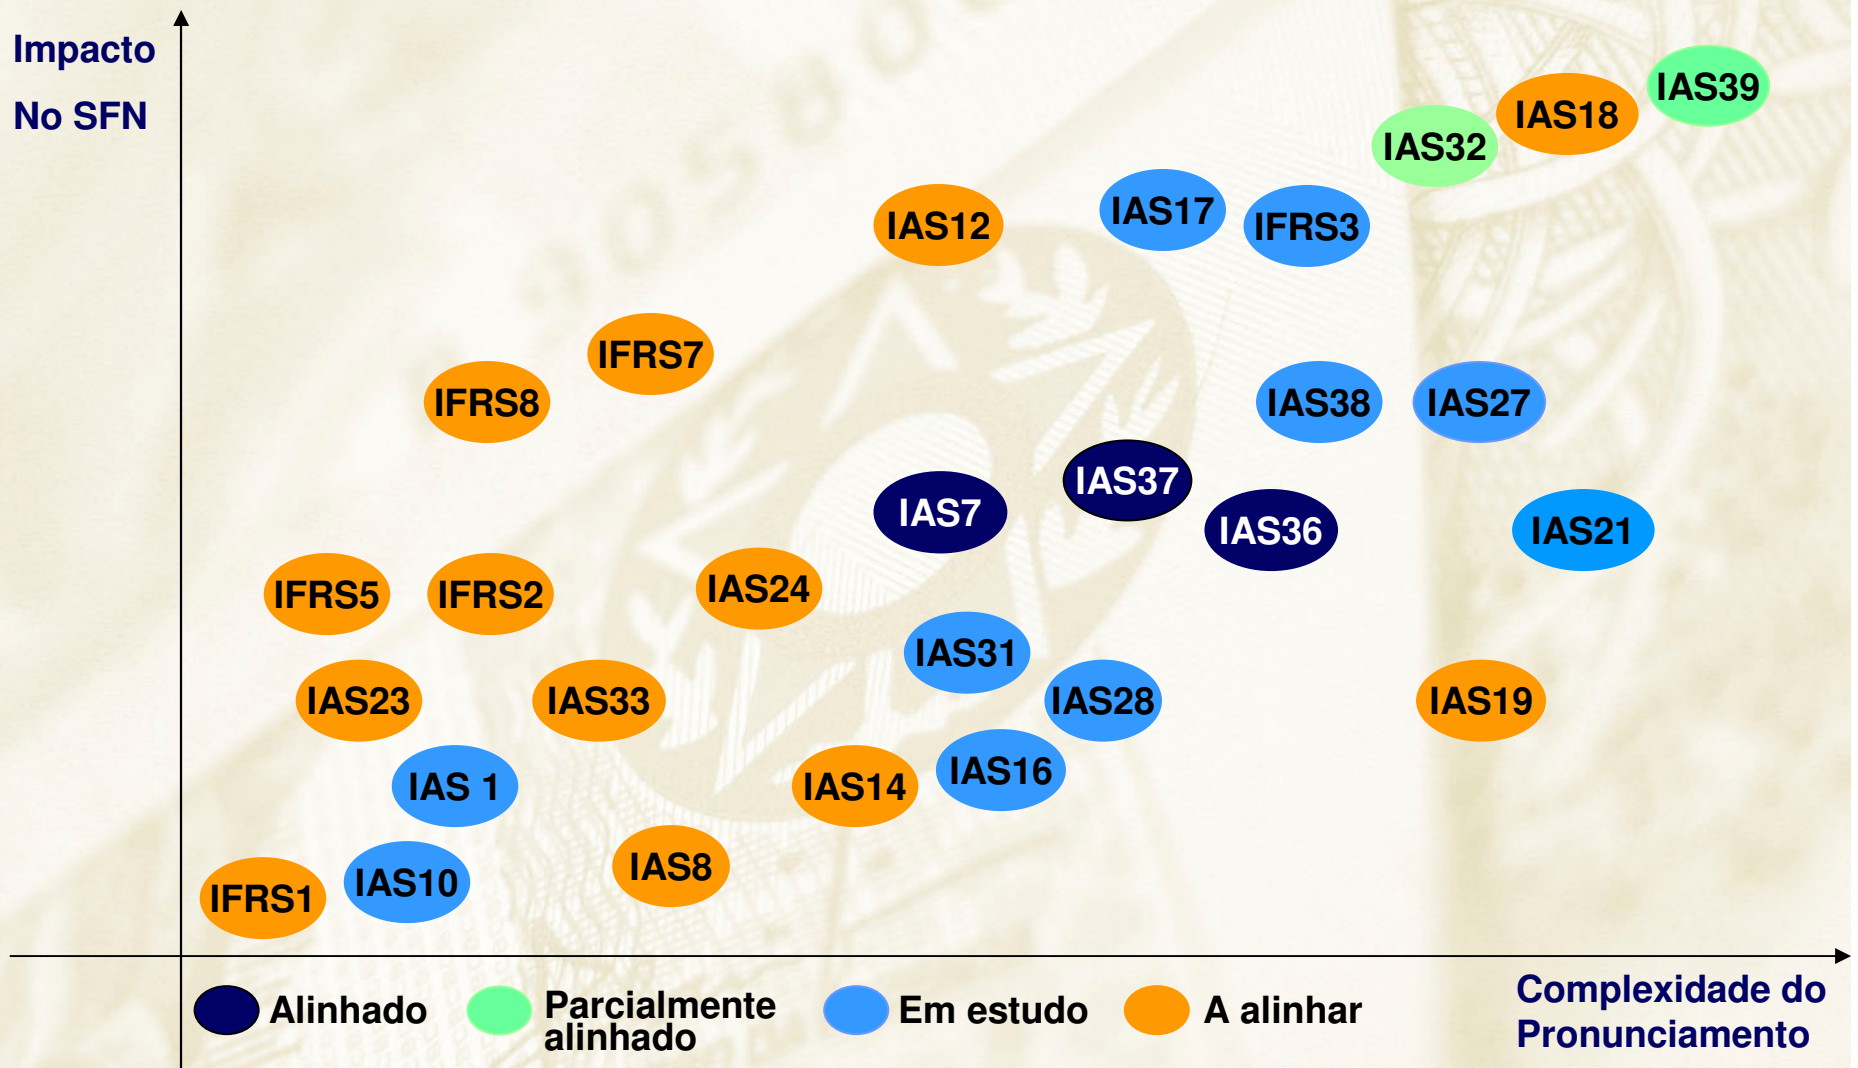 Impacto
No SFN
IAS39
IAS18
IAS32
IAS12
IAS17
IFRS3
IFRS7
IFRS8
IAS38
IAS27
IAS37
IAS7
IAS36
IAS21
IFRS5
IFRS2
IAS24
IAS31
IAS23
IAS33
IAS28
IAS19
IAS 1
IAS14
IAS16
IAS8
IFRS1
IAS10
Alinhado
Parcialmente
alinhado
Em estudo
A alinhar
Complexidade do
Pronunciamento